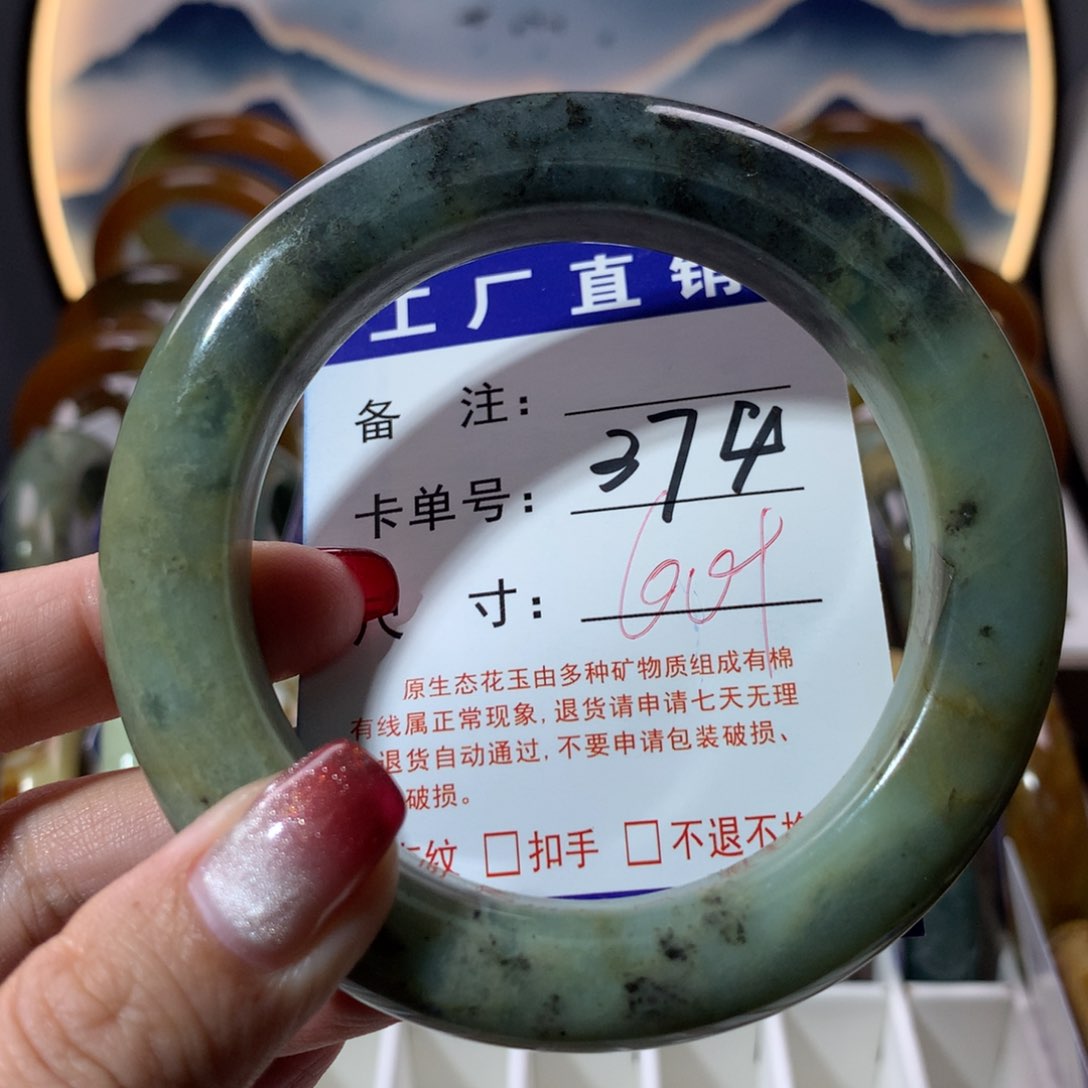 工厂直销
备 注：
卡单号：374
尺 寸：
原生态花玉由多种矿物质组成有棉
有线属正常现象，退货请申请七天无理
退货自动通过，不要申请包装破损、
破损。
纹 □扣手 □不退不